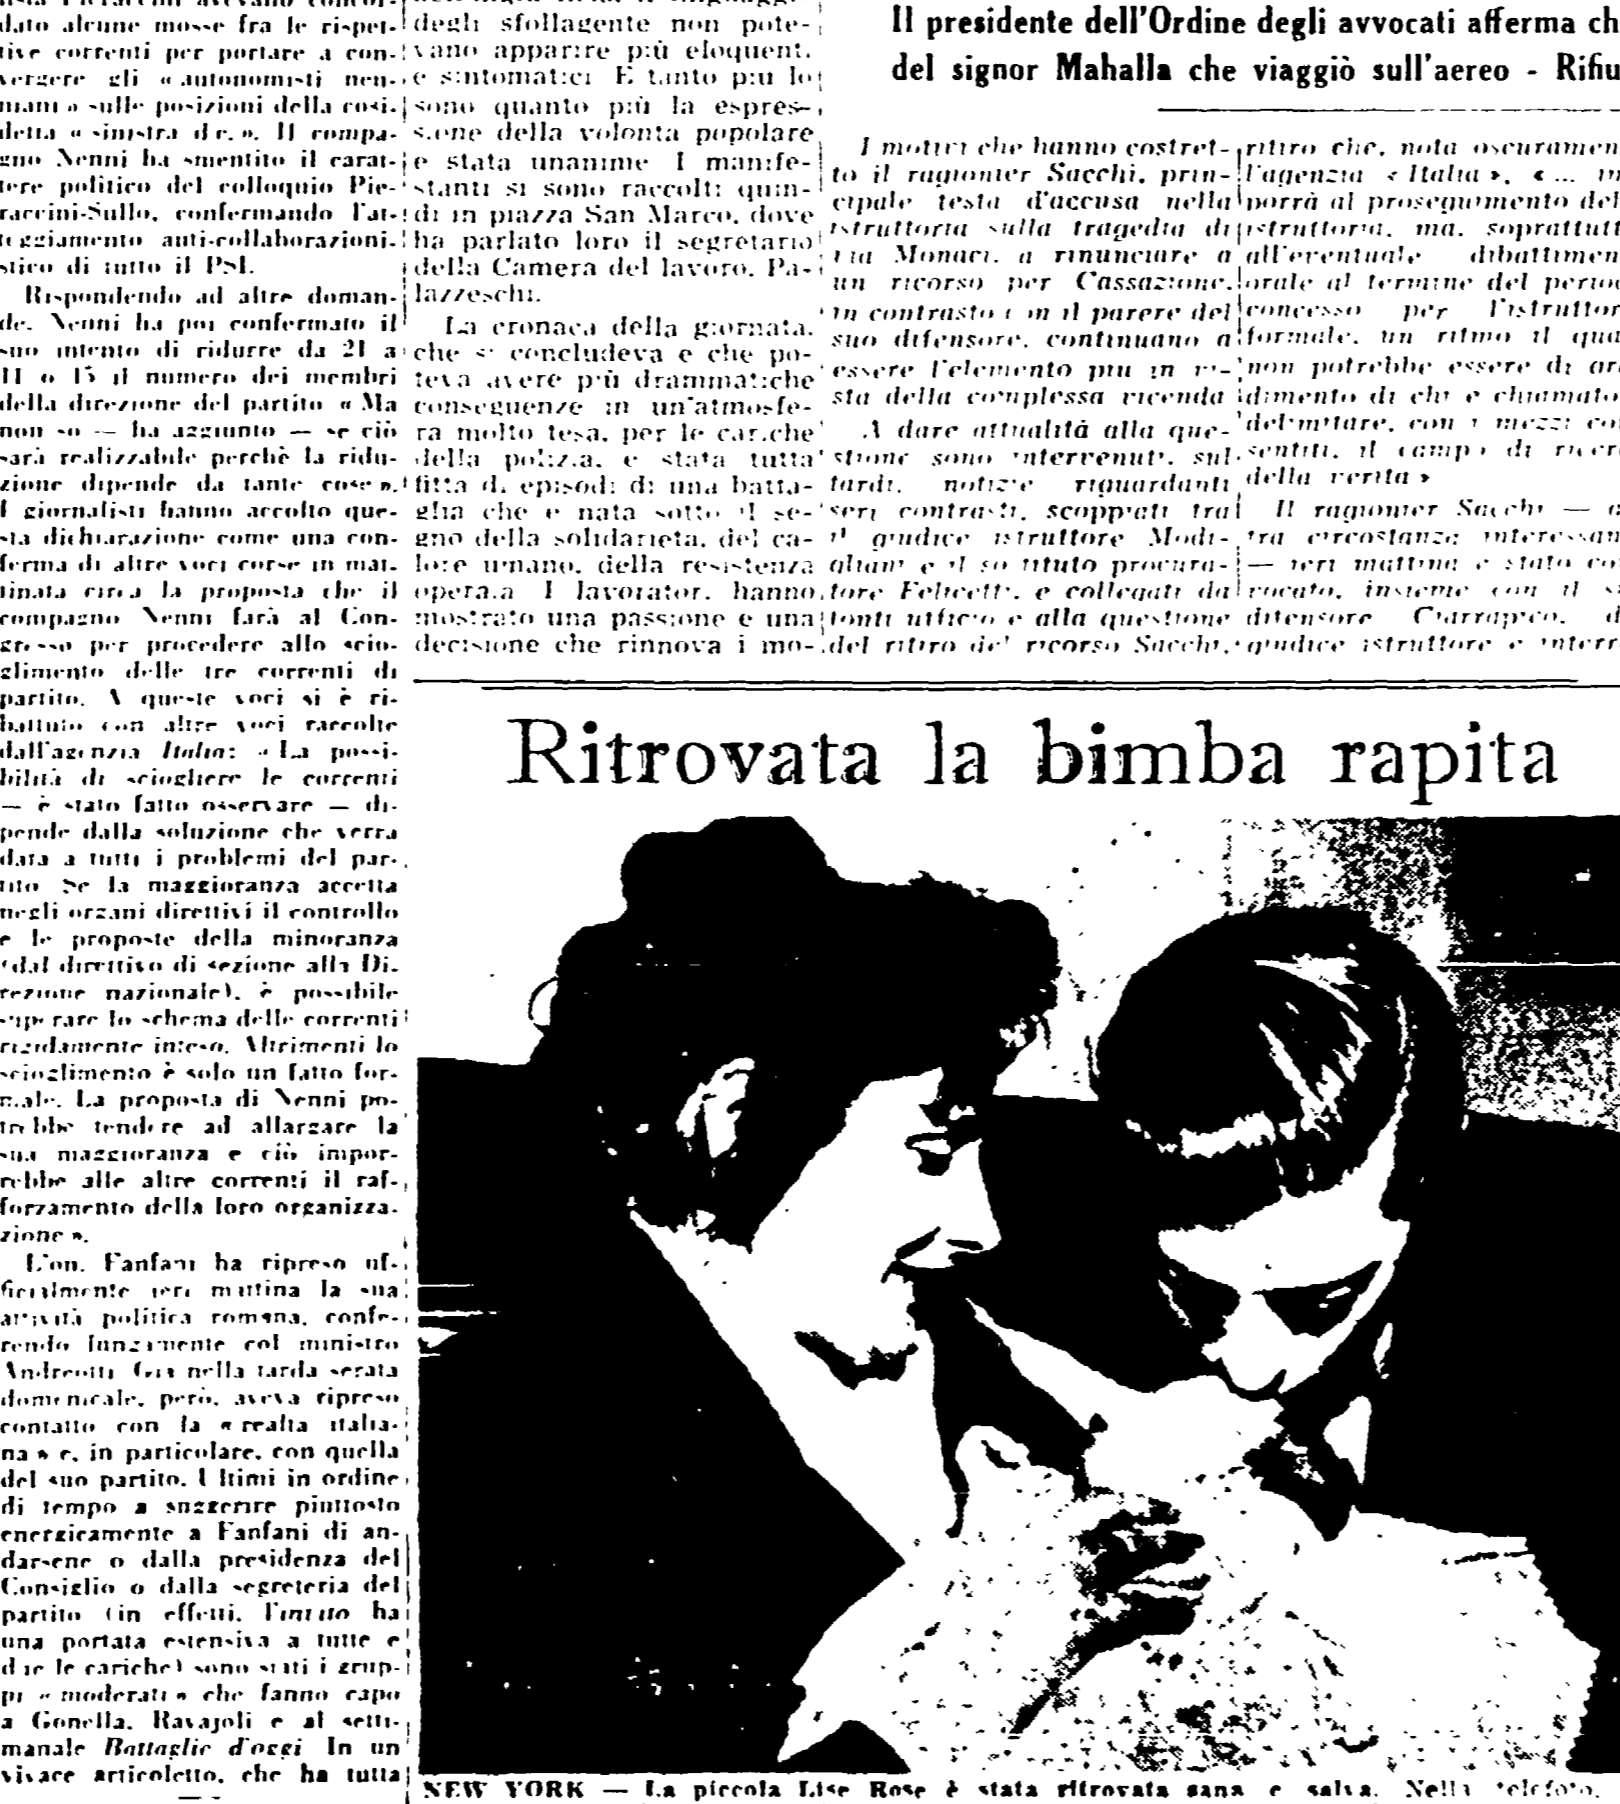 dato alcune mosse fra le rispet-
tive correnti per portare a con-
vergere gli « autonomisti nen-
niani » sulle posizioni della cosi-
detta « sinistra d.c. ». Il compa-
gno Nenni ha smentito il carat-
tere politico del colloquio Pie-
raccini-Sullo, confermando l'at-
teggiamento anti-collaborazioni-
stico di tutto il PSI.
Rispondendo ad altre doman-
de, Nenni ha poi confermato il
suo intento di ridurre da 21 a
o 15 il numero dei membri
della direzione del partito « Ma
non so — ha aggiunto — se ciò
sarà realizzabile perchè la ridu-
zione dipende da tante cose ».
I giornalisti hanno accolto que-
sta dichiarazione come una con-
ferma di altre voci corse in mat-
tinata circa la proposta che il
compagno Nenni farà al Con-
gresso per procedere allo scio-
glimento delle tre correnti di
partito. A queste voci si è ri-
battuto con altre voci raccolte
dall'agenzia Italia: « La possi-
bilità di sciogliere le correnti
— è stato fatto osservare — di-
pende dalla soluzione che verrà
data a tutti i problemi del par-
tito Se la maggioranza accetta
negli organi direttivi il controllo
e le proposte della minoranza
(dal direttivo di sezione alla Di-
rezione nazionale), è possibile
superare lo schema delle correnti
rigidamente inteso. Altrimenti lo
scioglimento è solo un fatto for-
male. La proposta di Nenni po-
trebbe tendere ad allargare la
sua maggioranza e ciò impor-
rebbe alle altre correnti il raf-
forzamento della loro organizza-
zione ».
L'on. Fanfani ha ripreso uf-
ficialmente ieri mattina la sua
attività politica romana, confe-
rendo lungamente col ministro
Andreotti Già nella tarda serata
domenicale, però, aveva ripreso
contatto con la « realtà italia-
na » e, in particolare, con quella
del suo partito. Ultimi in ordine
di tempo a suggerire piuttosto
energicamente a Fanfani di an-
darsene o dalla presidenza del
Consiglio o dalla segreteria del
partito (in effetti, l'invito ha
una portata estensiva a tutte e
due le cariche) sono stati i grup-
pi « moderati » che fanno capo
a Gonella, Ravajoli e al setti-
manale Battaglie d'oggi In un
vivace articoletto, che ha tutta
degli sfollagente non pote-
vano apparire più eloquenti
e sintomatici E tanto più lo
sono quanto più la espres-
sione della volontà popolare
è stata unanime I manife-
stanti si sono raccolti quin-
di in piazza San Marco, dove
ha parlato loro il segretario
della Camera del lavoro, Pa-
lazzeschi.
La cronaca della giornata,
che si concludeva e che po-
teva avere più drammatiche
conseguenze in un'atmosfe-
ra molto tesa, per le cariche
della polizia, è stata tutta
fitta di episodi di una batta-
glia che è nata sotto il se-
gno della solidarietà, del ca-
lore umano, della resistenza
operaia I lavoratori hanno
mostrato una passione e una
decisione che rinnova i mo-
Il presidente dell'Ordine degli avvocati afferma ch
del signor Mahalla che viaggiò sull'aereo - Rifiu
I motivi che hanno costret-
to il ragionier Sacchi, prin-
cipale teste d'accusa nella
istruttoria sulla tragedia di
via Monaci, a rinunciare a
un ricorso per Cassazione,
in contrasto con il parere del
suo difensore, continuano a
essere l'elemento più in vi-
sta della complessa vicenda
A dare attualità alla que-
stione sono intervenuti, sul
tardi, notizie riguardanti
seri contrasti, scoppiati tra
il giudice istruttore Modi-
gliani e il sostituto procura-
tore Felicetti, e collegati da
fonti ufficiose alla questione
del ritiro del ricorso Sacchi,
ritiro che, nota oscuramen
l'agenzia « Italia », « ... im
porrà al proseguimento del
istruttoria, ma, soprattutt
all'eventuale dibattimen
orale al termine del period
concesso per l'istruttor
formale, un ritmo il qua
non potrebbe essere di ar
dimento di chi è chiamato
delimitare, con i mezzi co
sentiti, il campo di ricer
della verità »
Il ragionier Sacchi — a
tra circostanza interessan
— ieri mattina è stato co
vocato, insieme con il s
difensore Ciarrapico, d
giudice istruttore e interr
Ritrovata la bimba rapita
NEW YORK — La piccola Lise Rose è stata ritrovata sana e salva. Nella telefoto,